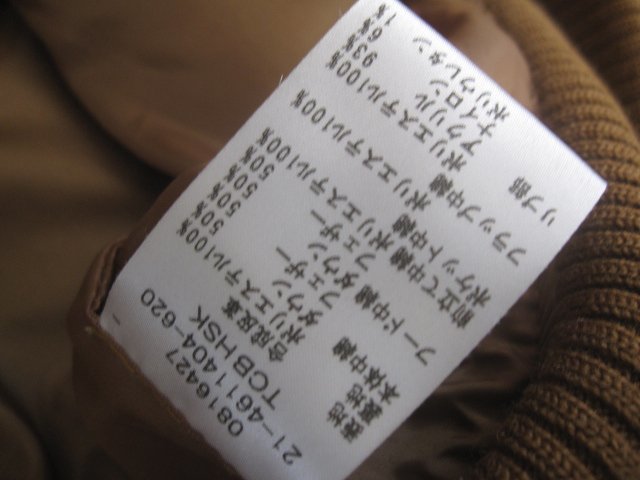 0816427
21-4611404-620
TCB HSK
表地 合成皮革
裏地 ポリエステル100%
本体中綿 ダウン 50%
フェザー 50%
フード中綿 ダウン 50%
フェザー 50%
前立て中綿 ポリエステル100%
ポケット中綿 ポリエステル100%
フラップ中綿 ポリエステル100%
リブ部 アクリル 93%
ナイロン 6%
ポリウレタン 1%